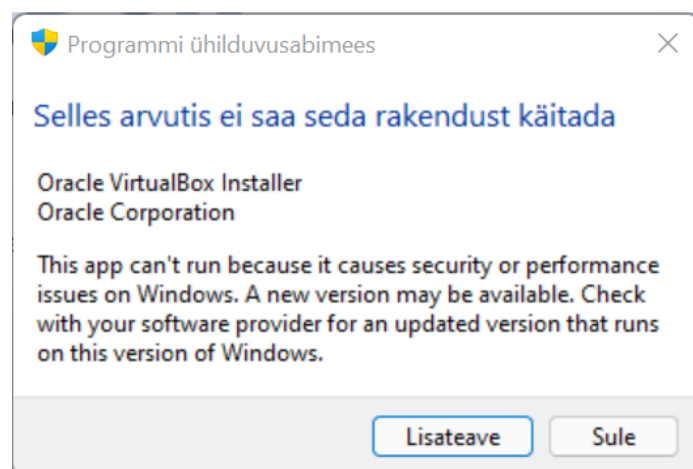 Programmi ühilduvusabimees
Selles arvutis ei saa seda rakendust käitada
Oracle VirtualBox Installer
Oracle Corporation
This app can't run because it causes security or performance
issues on Windows. A new version may be available. Check
with your software provider for an updated version that runs
on this version of Windows.
Lisateave
Sule